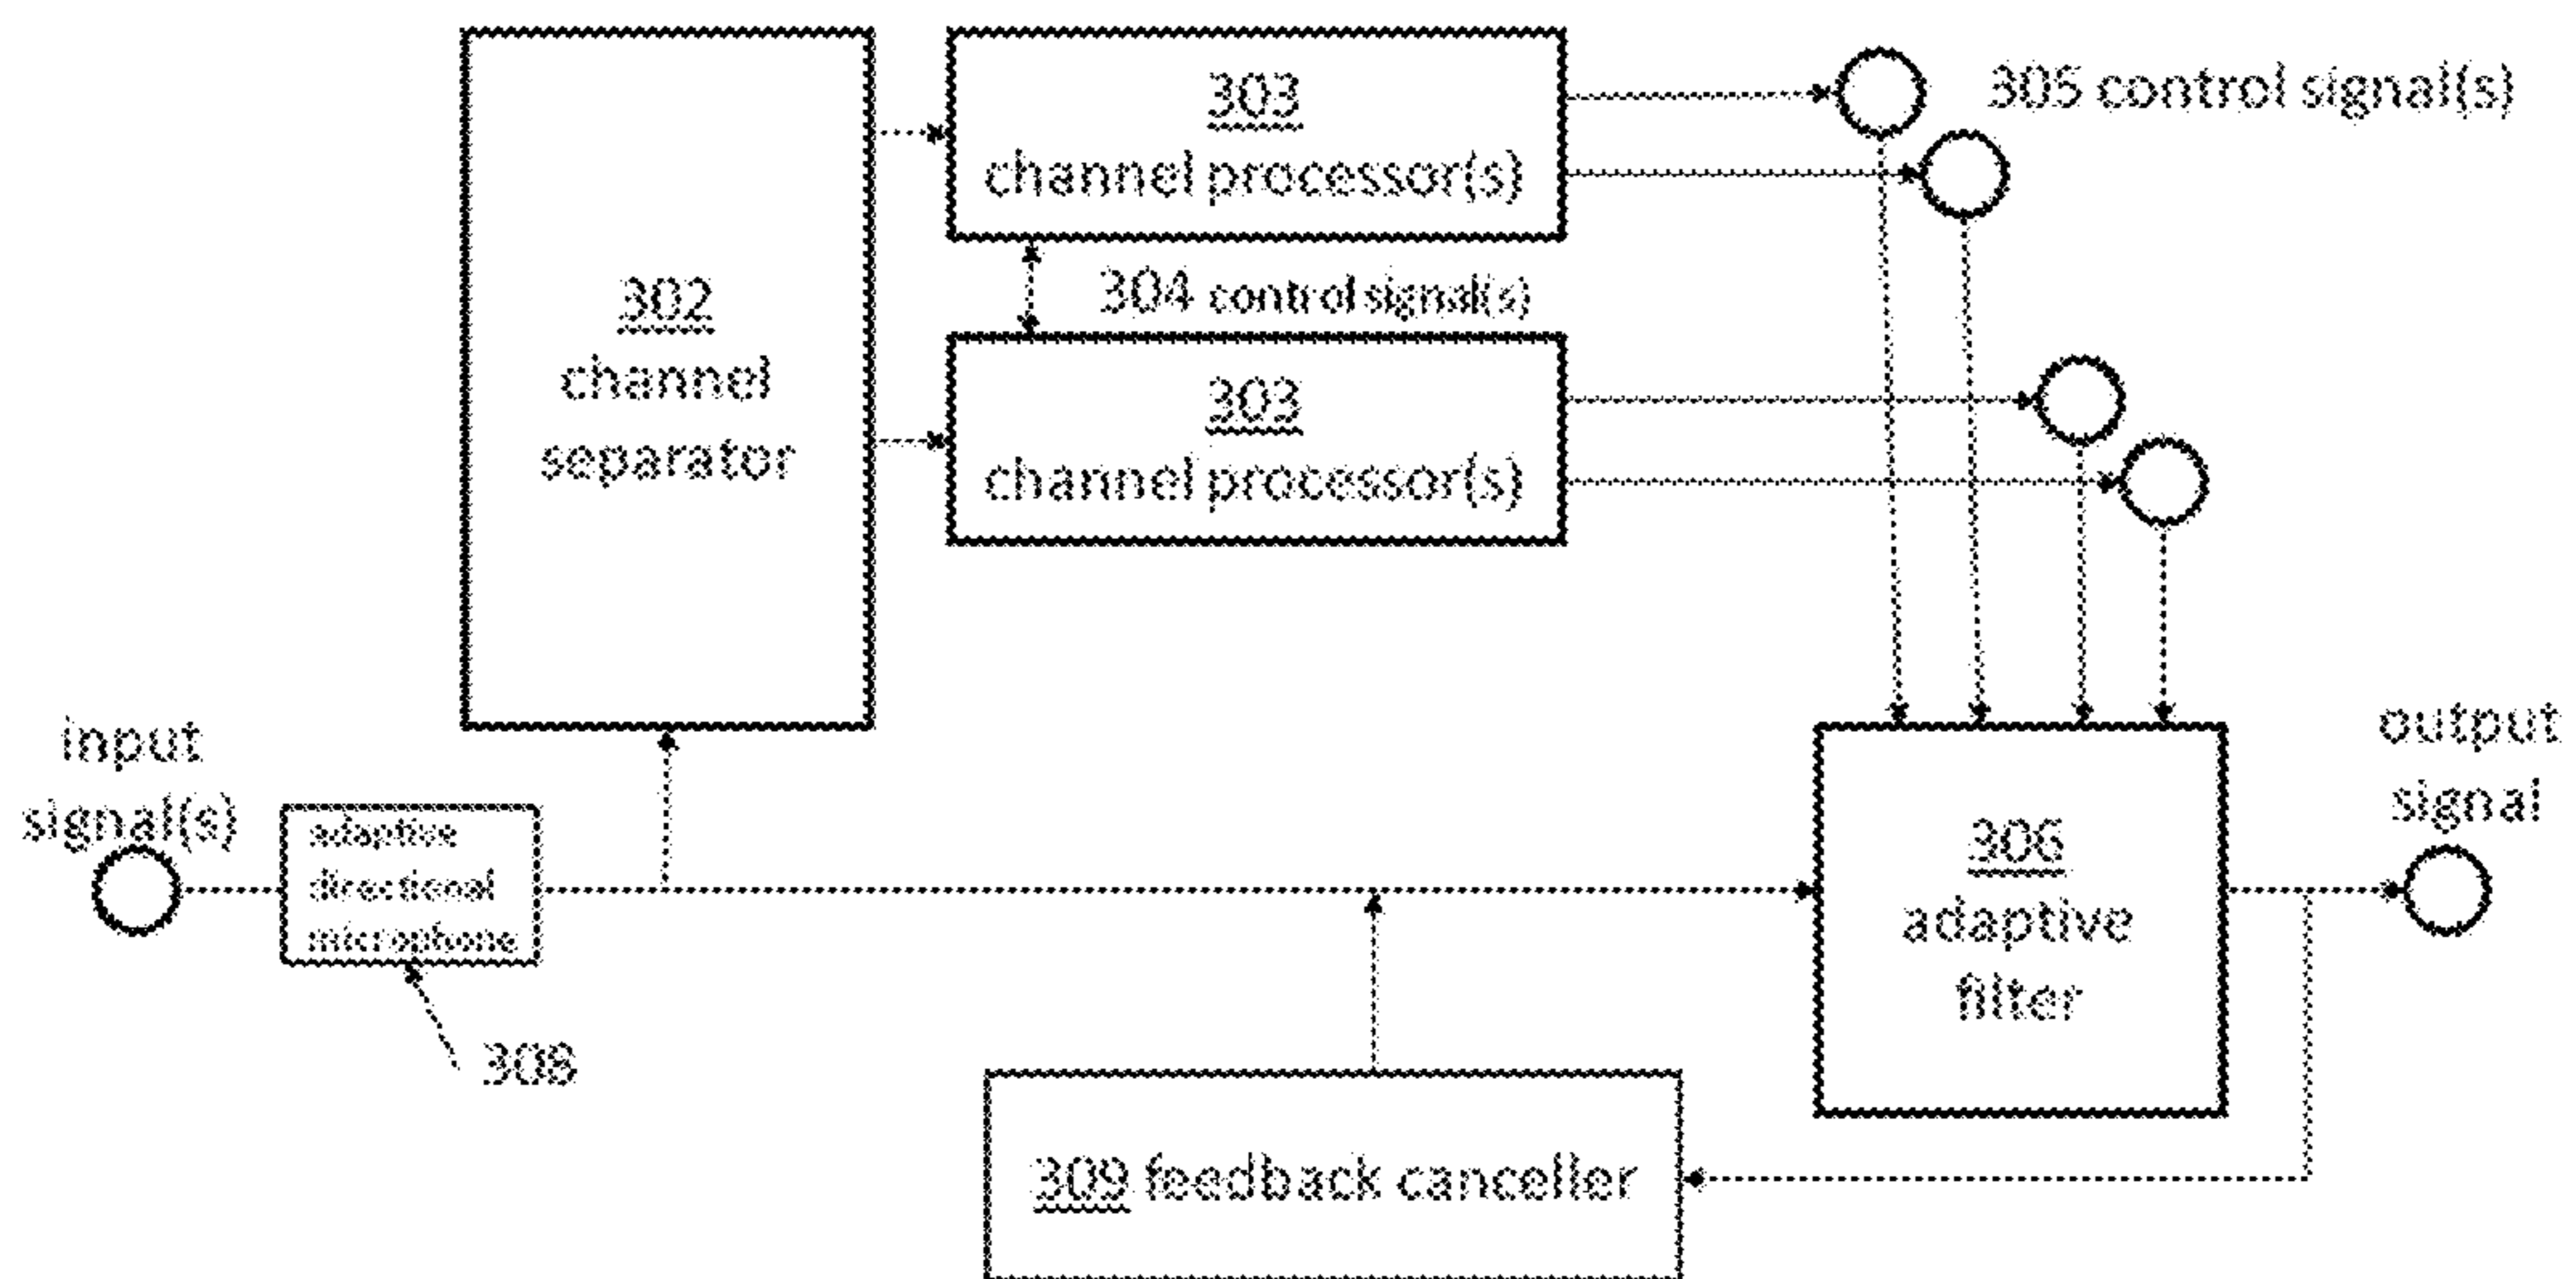 303
channel processor(s)
305 control signal(s)
302
channel
separator
304 control signal(s)
303
channel processor(s)
input
signal(s)
adaptive
directional
microphone
308
306
adaptive
filter
output
signal
309 feedback canceller